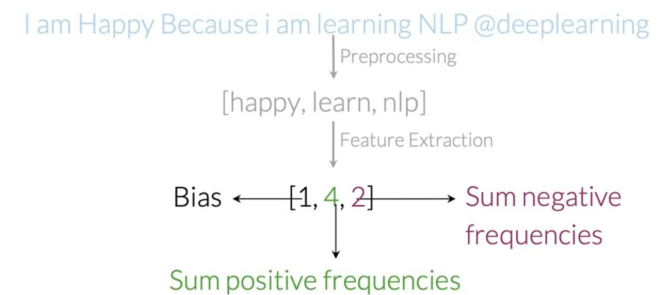 I am Happy Because i am learning NLP @deeplearning
Preprocessing
[happy, learn, nlp]
Feature Extraction
Bias [1, 4, 2] Sum negative
frequencies
Sum positive frequencies